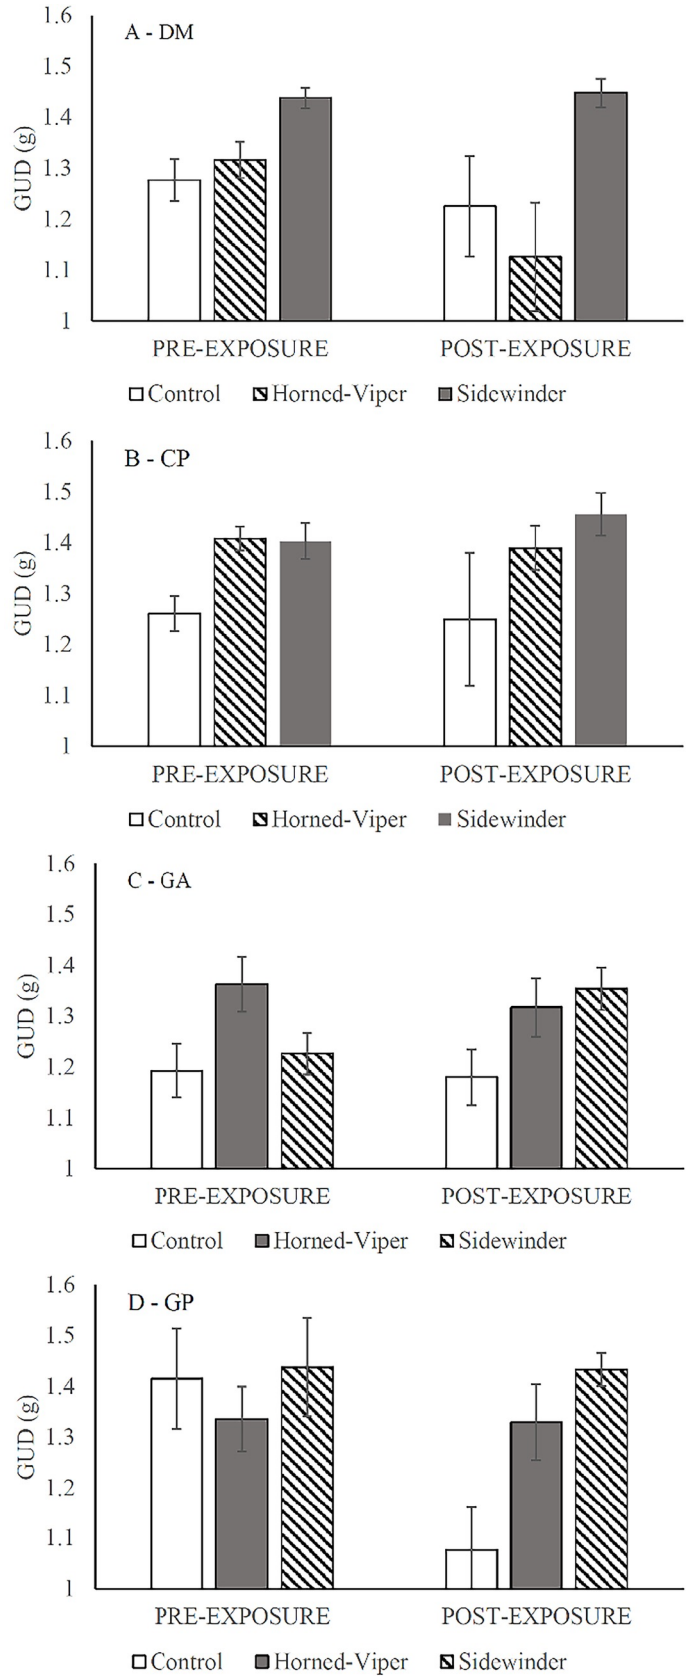 1.6
A - DM
1.5
1.4
1.3
1.2
1.1
1
GUD (g)
PRE-EXPOSURE POST-EXPOSURE
Control Horned-Viper Sidewinder
1.6
B - CP
1.5
1.4
1.3
1.2
1.1
1
GUD (g)
PRE-EXPOSURE POST-EXPOSURE
Control Horned-Viper Sidewinder
1.6
C - GA
1.5
1.4
1.3
1.2
1.1
1
GUD (g)
PRE-EXPOSURE POST-EXPOSURE
Control Horned-Viper Sidewinder
1.6
D - GP
1.5
1.4
1.3
1.2
1.1
1
GUD (g)
PRE-EXPOSURE POST-EXPOSURE
Control Horned-Viper Sidewinder